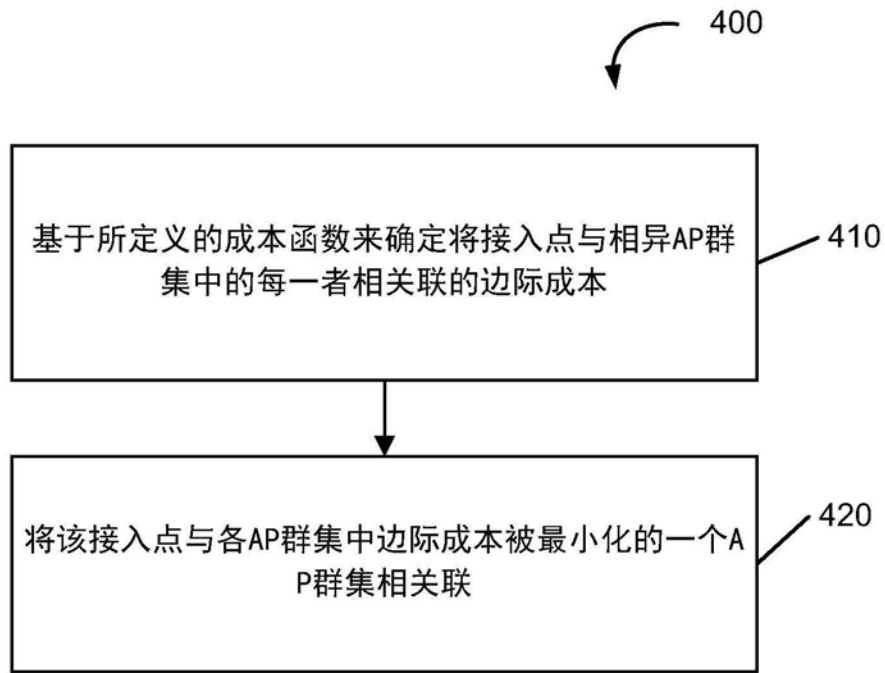 400
基于所定义的成本函数来确定将接入点与相异AP群
集中的每一者相关联的边际成本
410
将该接入点与各AP群集中边际成本被最小化的一个A
P群集相关联
420